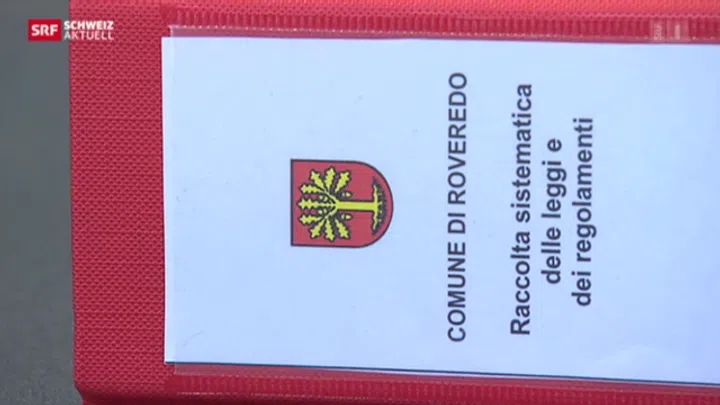 SRF SCHWEIZ
AKTUELL
COMUNE DI ROVEREDO
Raccolta sistematica
delle leggi e
dei regolamenti